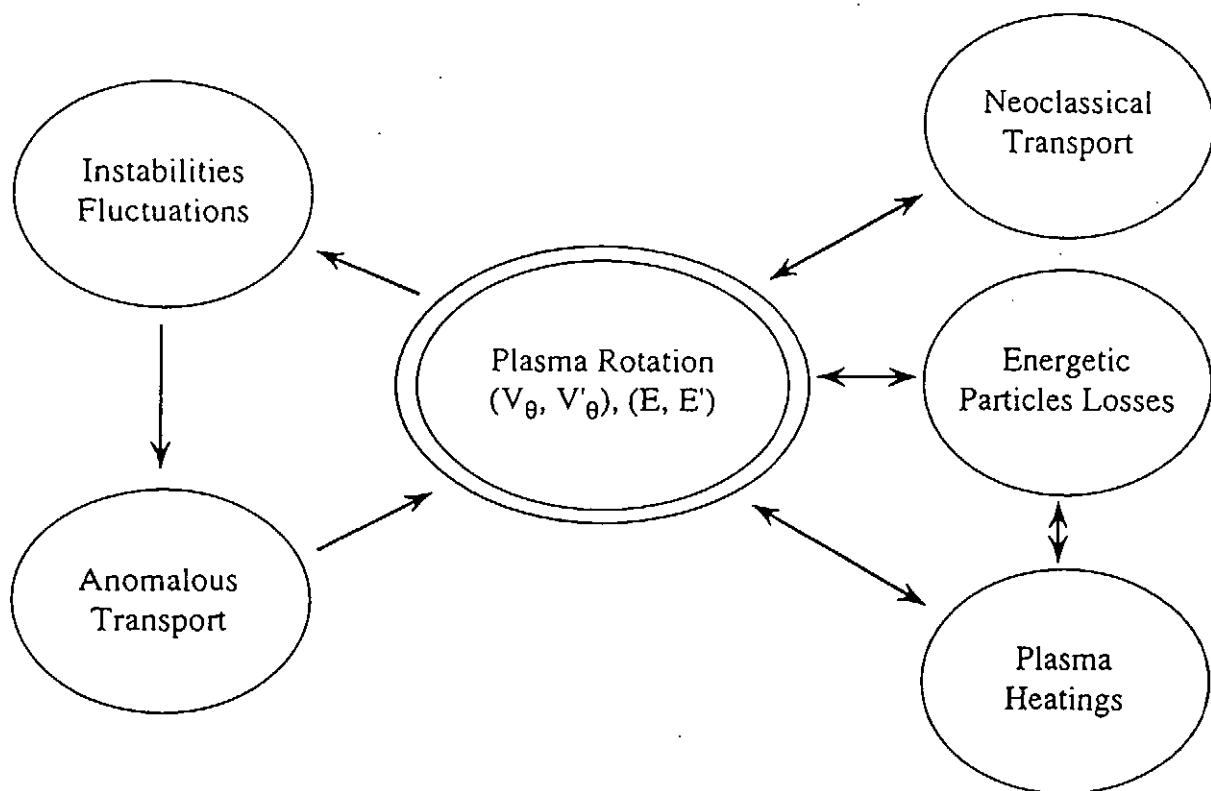 Neoclassical
Transport
Instabilities
Fluctuations
Plasma Rotation
(V_θ, V'_θ), (E, E')
Energetic
Particles Losses
Anomalous
Transport
Plasma
Heatings